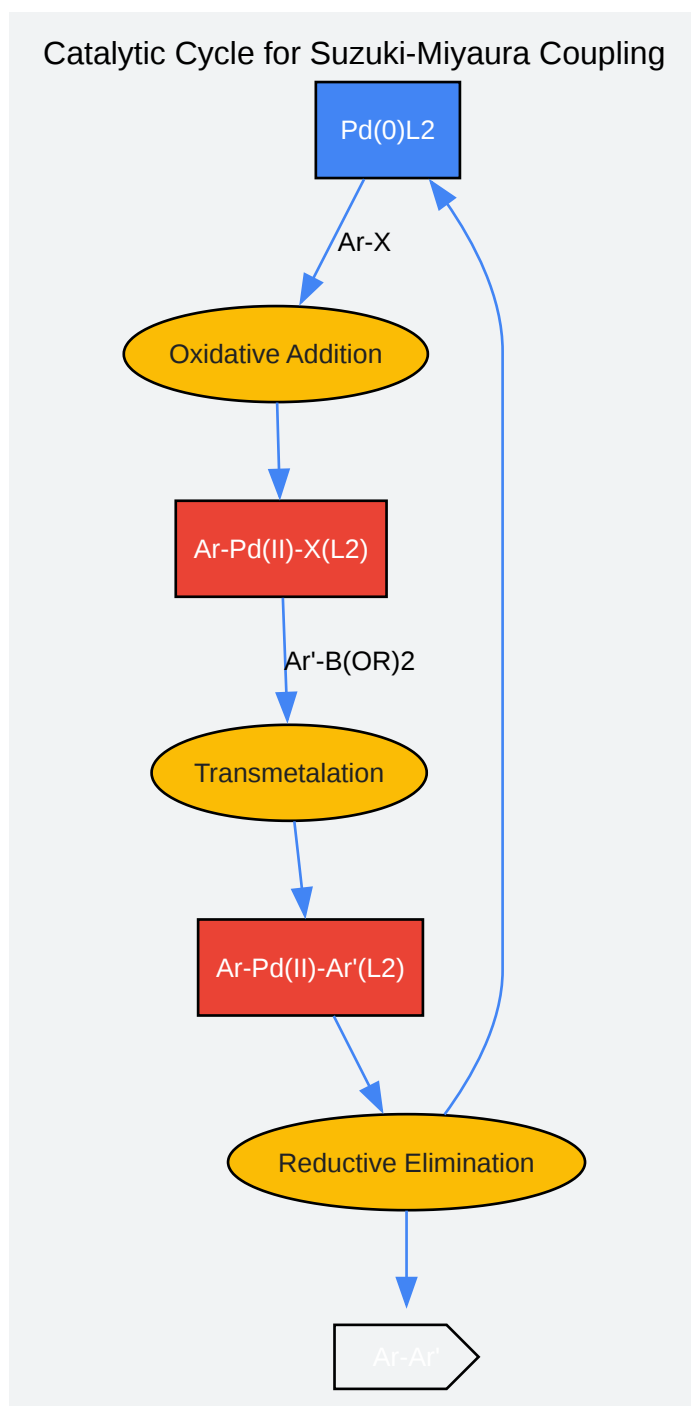 Catalytic Cycle for Suzuki-Miyaura Coupling
Pd(0)L2
Ar-X
Oxidative Addition
Ar-Pd(II)-X(L2)
Ar'-B(OR)2
Transmetalation
Ar-Pd(II)-Ar'(L2)
Reductive Elimination
Ar-Ar'